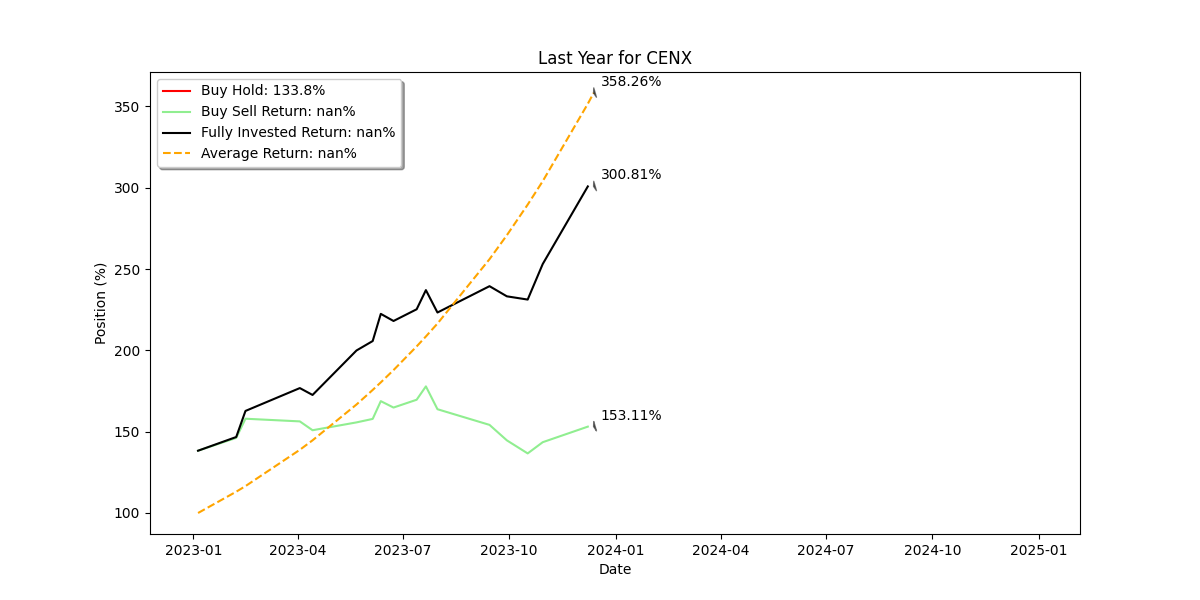 Last Year for CENX
358.26%
Buy Hold: 133.8%
Buy Sell Return: nan%
Fully Invested Return: nan%
Average Return: nan%
350
300.81%
300
250
Position (%)
200
153.11%
150
100
2023-01 2023-04 2023-07 2023-10 2024-01 2024-04 2024-07 2024-10 2025-01
Date